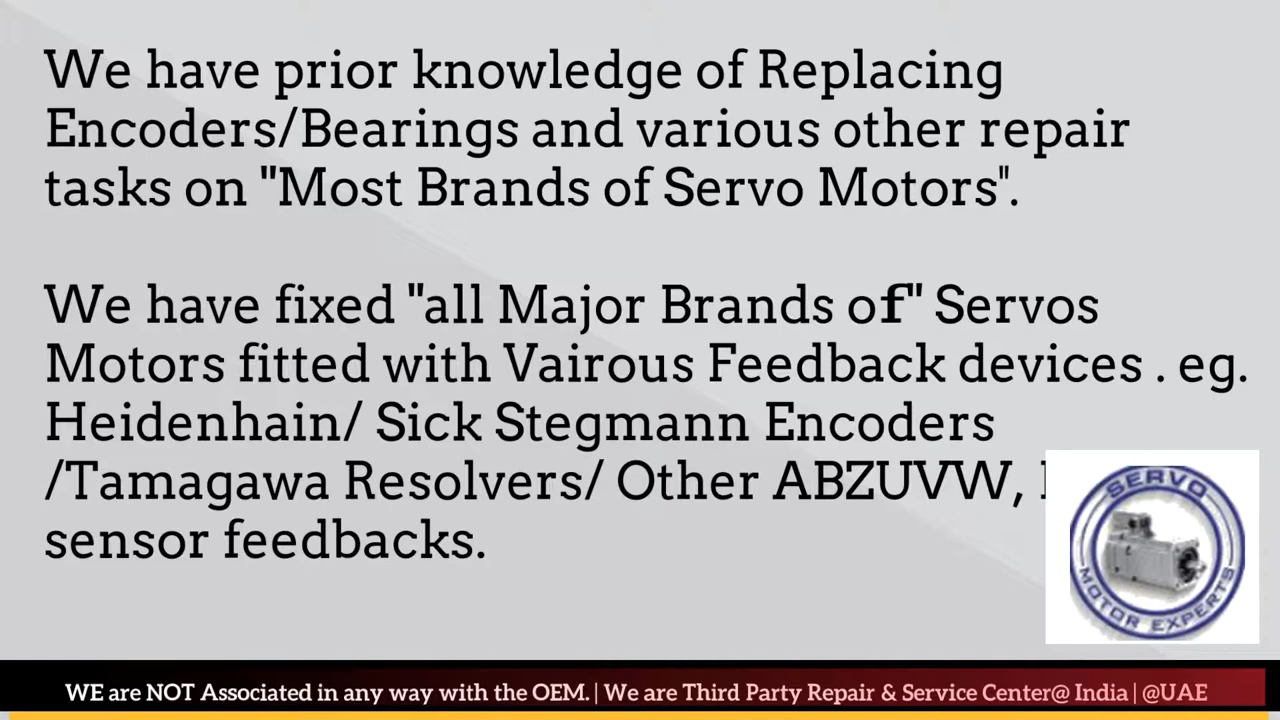 We have prior knowledge of Replacing
Encoders/Bearings and various other repair
tasks on "Most Brands of Servo Motors".
We have fixed "all Major Brands of" Servos
Motors fitted with Vairous Feedback devices . eg.
Heidenhain/ Sick Stegmann Encoders
/Tamagawa Resolvers/ Other ABZUVW,
sensor feedbacks.
SERVO
MOTOR EXPERTS
WE are NOT Associated in any way with the OEM. | We are Third Party Repair & Service Center@ India | @UAE